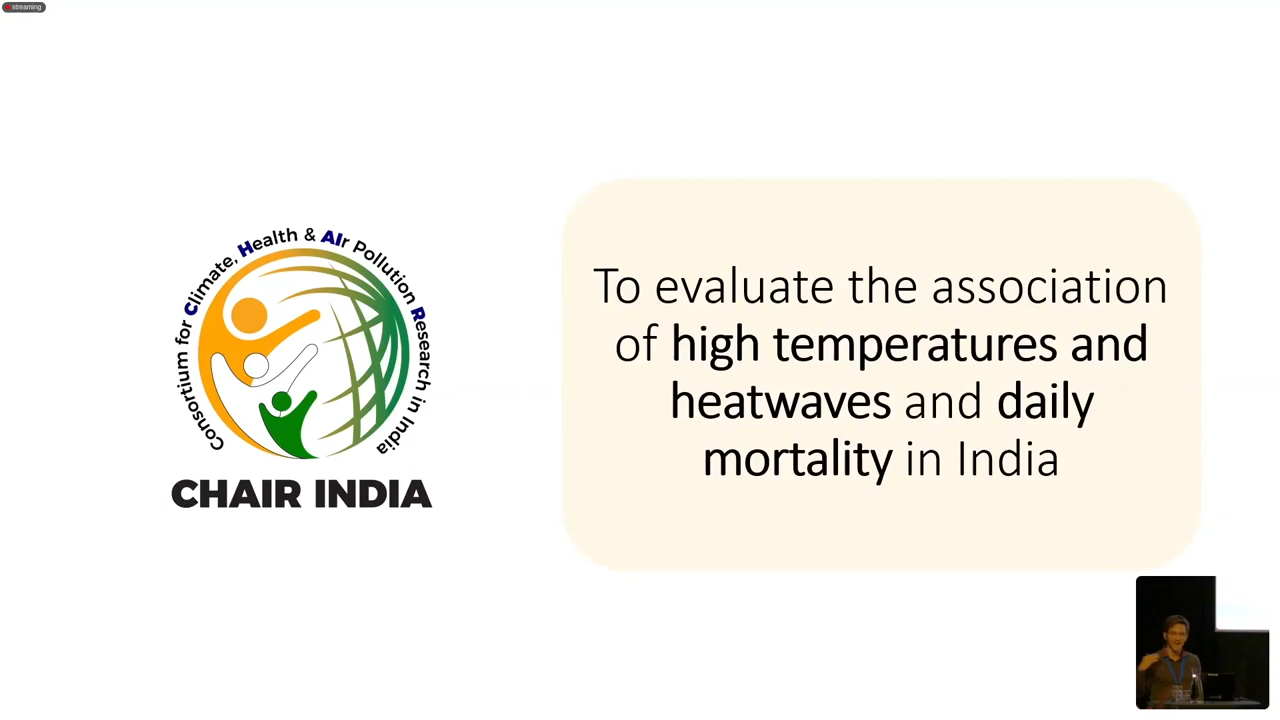 streaming
Consortium for Climate, Health & AIr Pollution Research in India
CHAIR INDIA
To evaluate the association
of high temperatures and
heatwaves and daily
mortality in India